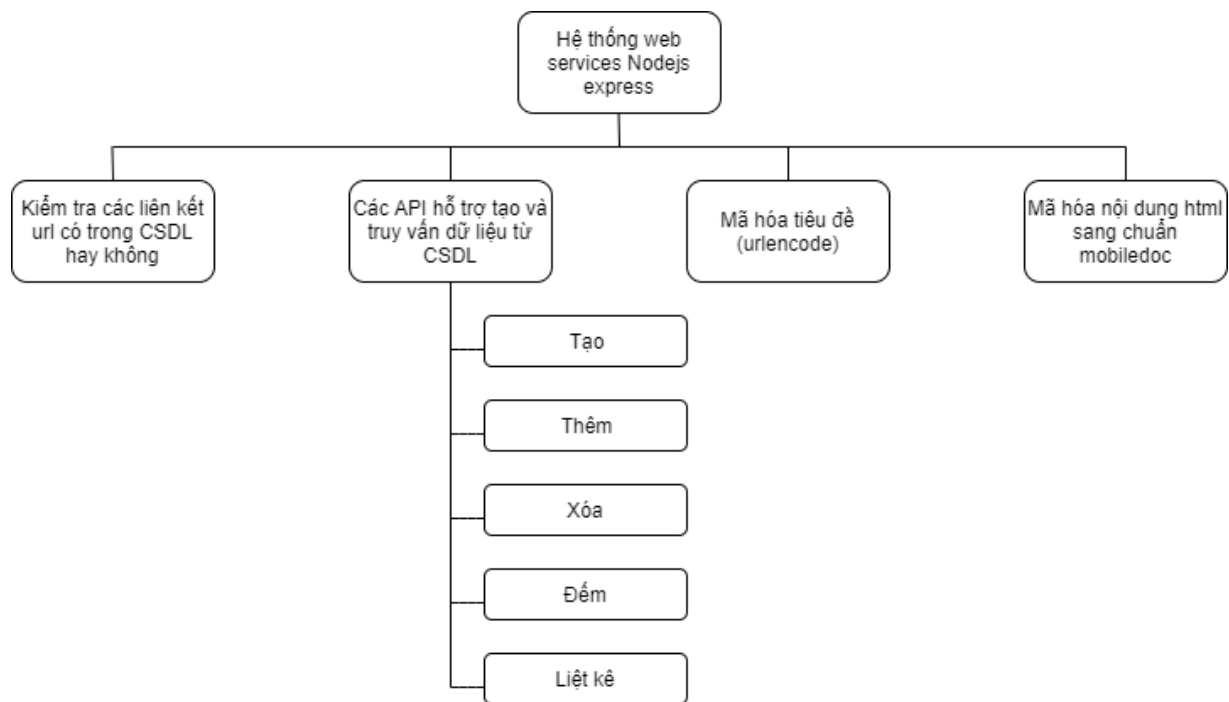 Hệ thống web
services Nodejs
express
Kiểm tra các liên kết
url có trong CSDL
hay không
Các API hỗ trợ tạo và
truy vấn dữ liệu từ
CSDL
Mã hóa tiêu đề
(urlencode)
Mã hóa nội dung html
sang chuẩn
mobiledoc
Tạo
Thêm
Xóa
Đếm
Liệt kê